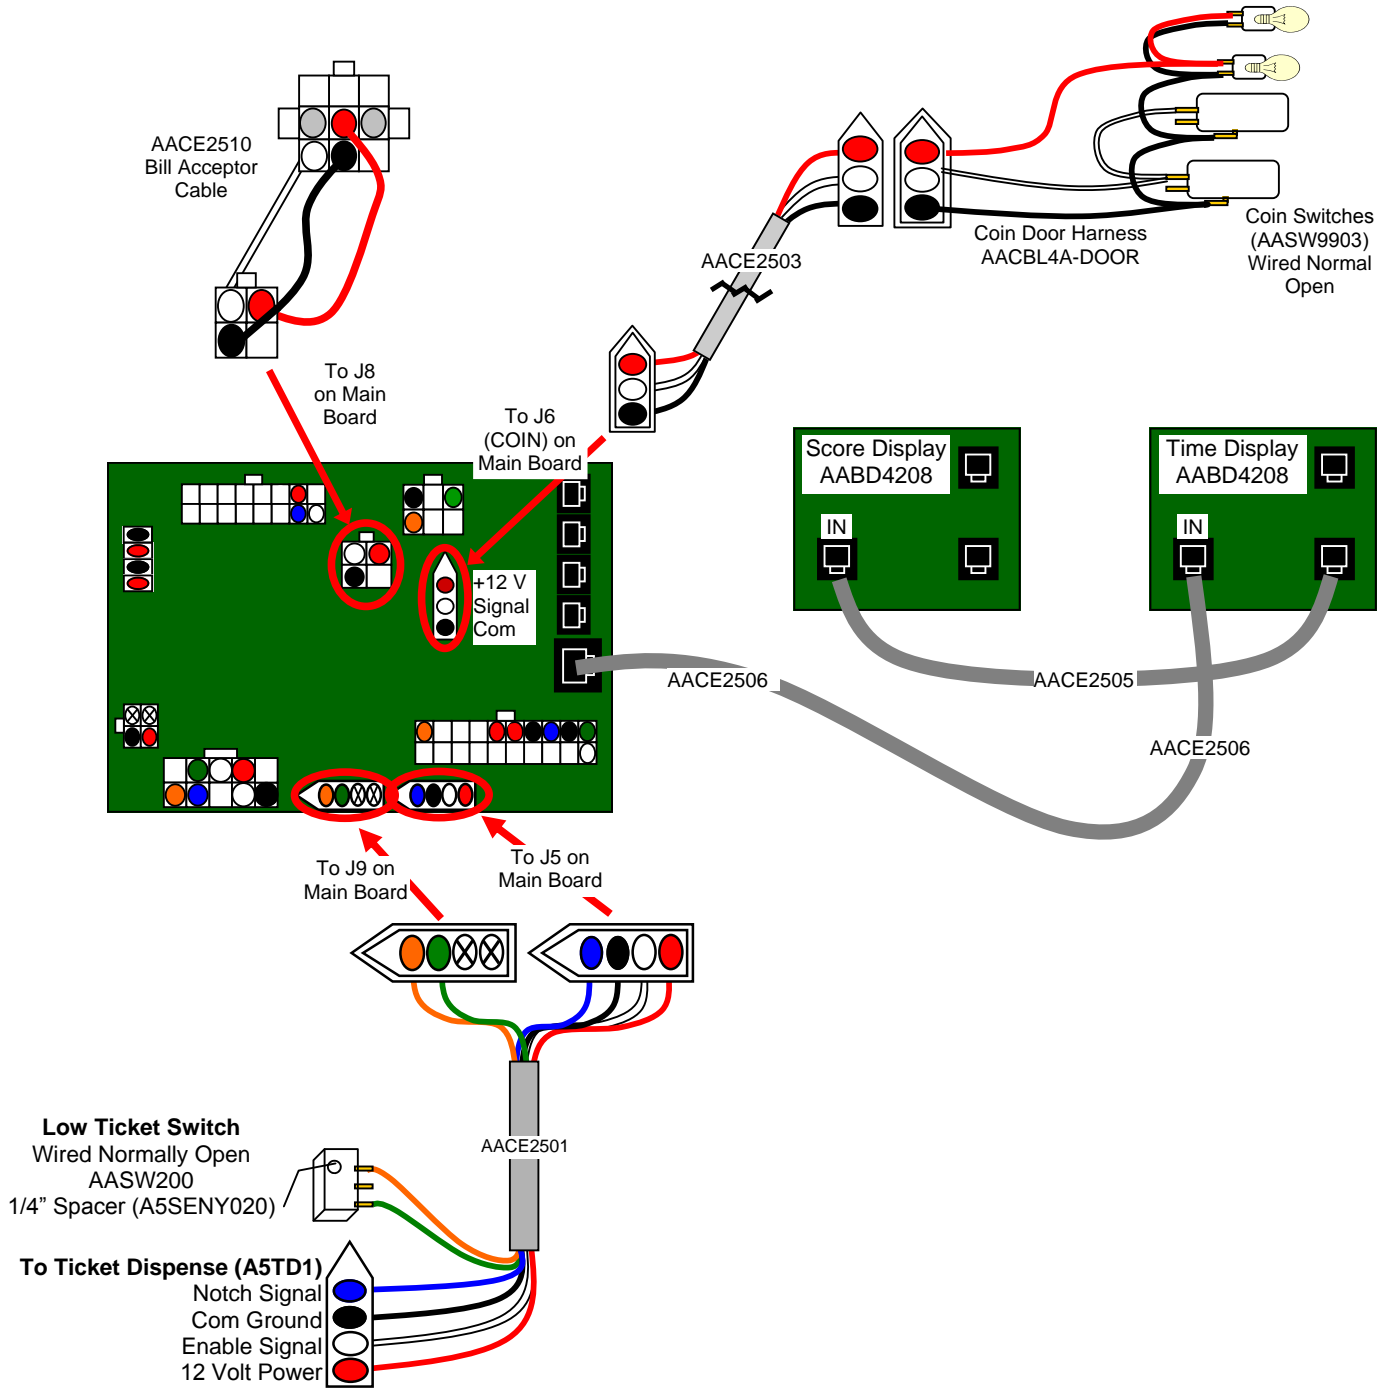 AACE2510
Bill Acceptor
Cable
AACE2503
Coin Door Harness
AACBL4A-DOOR
Coin Switches
(AASW9903)
Wired Normal
Open
To J8
on Main
Board
To J6
(COIN) on
Main Board
+12 V
Signal
Com
Score Display
AABD4208
IN
Time Display
AABD4208
IN
AACE2506
AACE2505
AACE2506
To J9 on
Main Board
To J5 on
Main Board
AACE2501
Low Ticket Switch
Wired Normally Open
AASW200
1/4” Spacer (A5SENY020)
To Ticket Dispense (A5TD1)
Notch Signal
Com Ground
Enable Signal
12 Volt Power